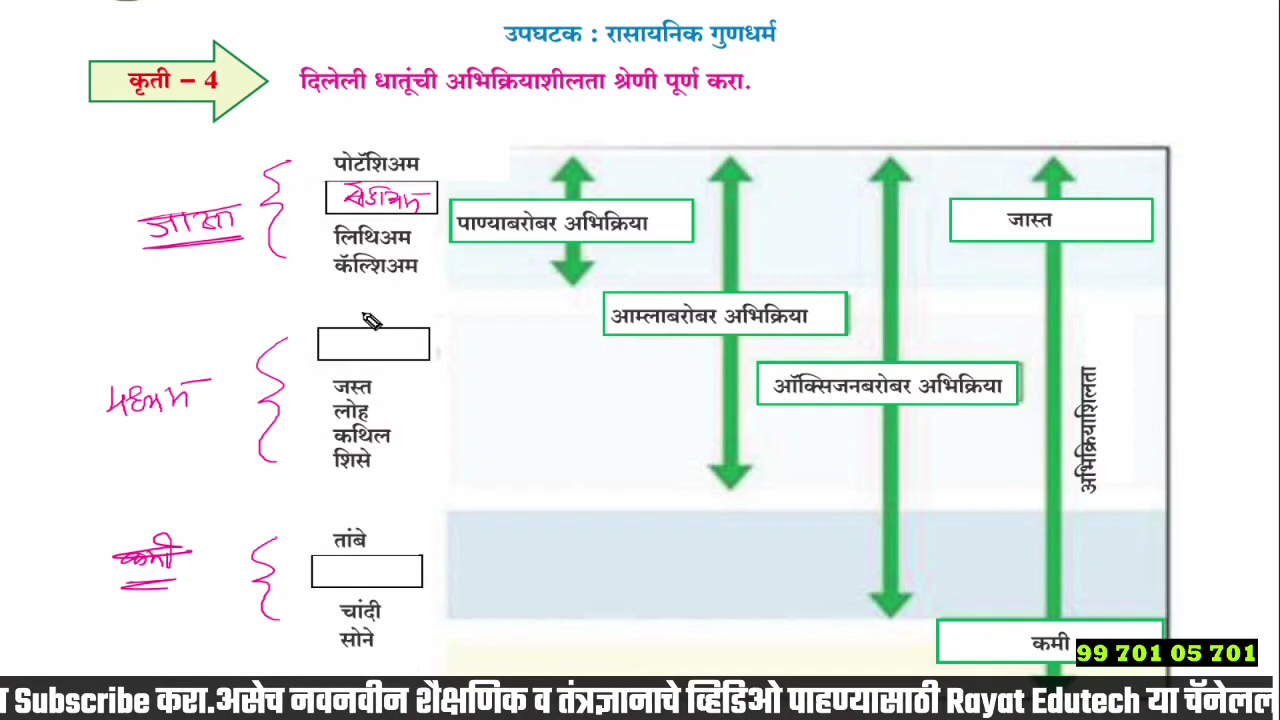 उपघटक : रासायनिक गुणधर्म
कृती – 4
दिलेली धातूंची अभिक्रियाशीलता श्रेणी पूर्ण करा.
पोटॅशिअम
सोडिअम
लिथिअम
कॅल्शिअम
जास्त
पाण्याबरोबर अभिक्रिया
जास्त
आम्लाबरोबर अभिक्रिया
ऑक्सिजनबरोबर अभिक्रिया
अभिक्रियाशिलता
मध्यम
जस्त
लोह
कथिल
शिसे
कमी
तांबे
चांदी
सोने
कमी
99 701 05 701
Subscribe करा.असेच नवनवीन शैक्षणिक व तंत्रज्ञानाचे व्हिडिओ पाहण्यासाठी Rayat Edutech या चॅनेलल